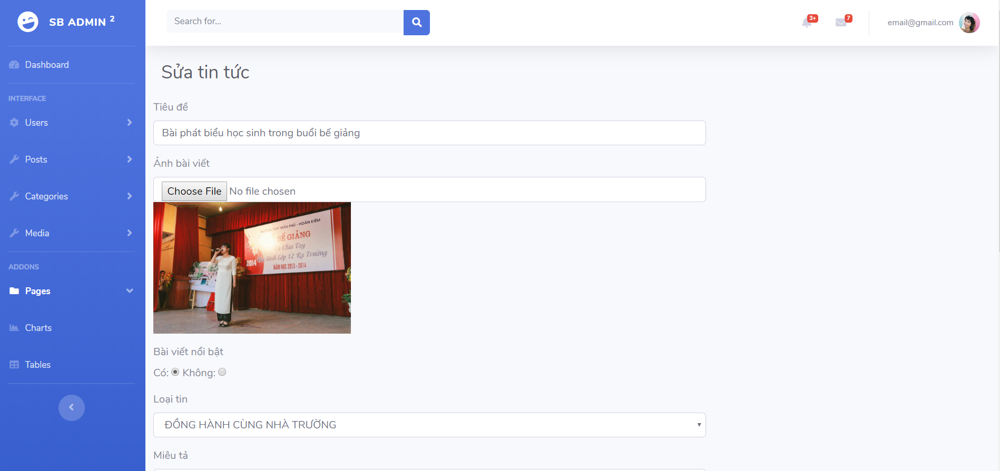 SB ADMIN 2
Search for...
3+
7
email@gmail.com
Dashboard
INTERFACE
Users
Posts
Categories
Media
ADDONS
Pages
Charts
Tables
Sửa tin tức
Tiêu đề
Bài phát biểu học sinh trong buổi bế giảng
Ảnh bài viết
Choose File No file chosen
TRƯỜNG THPT TRẦN PHÚ - HOÀN KIẾM
BẾ GIẢNG
Chia Tay
2014 Học Sinh Lớp 12 Ra Trường
NĂM HỌC 2013 - 2014
Bài viết nổi bật
Có: Không:
Loại tin
ĐỒNG HÀNH CÙNG NHÀ TRƯỜNG
Miêu tả